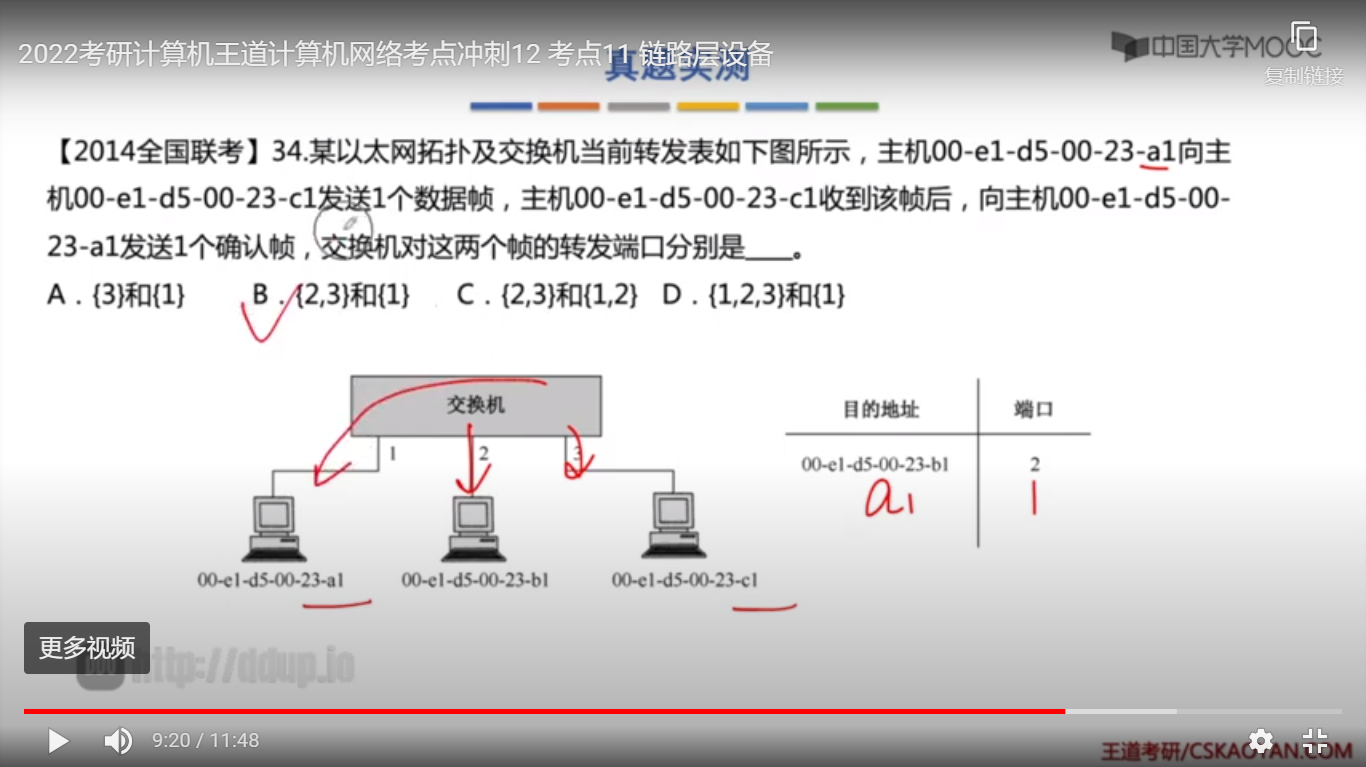 2022考研计算机王道计算机网络考点冲刺12 考点11 链路层设备
真题实测
中国大学MOOC
复制链接
【2014全国联考】34.某以太网拓扑及交换机当前转发表如下图所示，主机00-e1-d5-00-23-a1向主
机00-e1-d5-00-23-c1发送1个数据帧，主机00-e1-d5-00-23-c1收到该帧后，向主机00-e1-d5-00-
23-a1发送1个确认帧，交换机对这两个帧的转发端口分别是____。
A．{3}和{1} B．{2,3}和{1} C．{2,3}和{1,2} D．{1,2,3}和{1}
交换机
1 2 3
00-e1-d5-00-23-a1 00-e1-d5-00-23-b1 00-e1-d5-00-23-c1
目的地址 端口
00-e1-d5-00-23-b1 2
a1 1
更多视频
http://ddup.io
9:20 / 11:48
王道考研/CSKAOYAN.COM